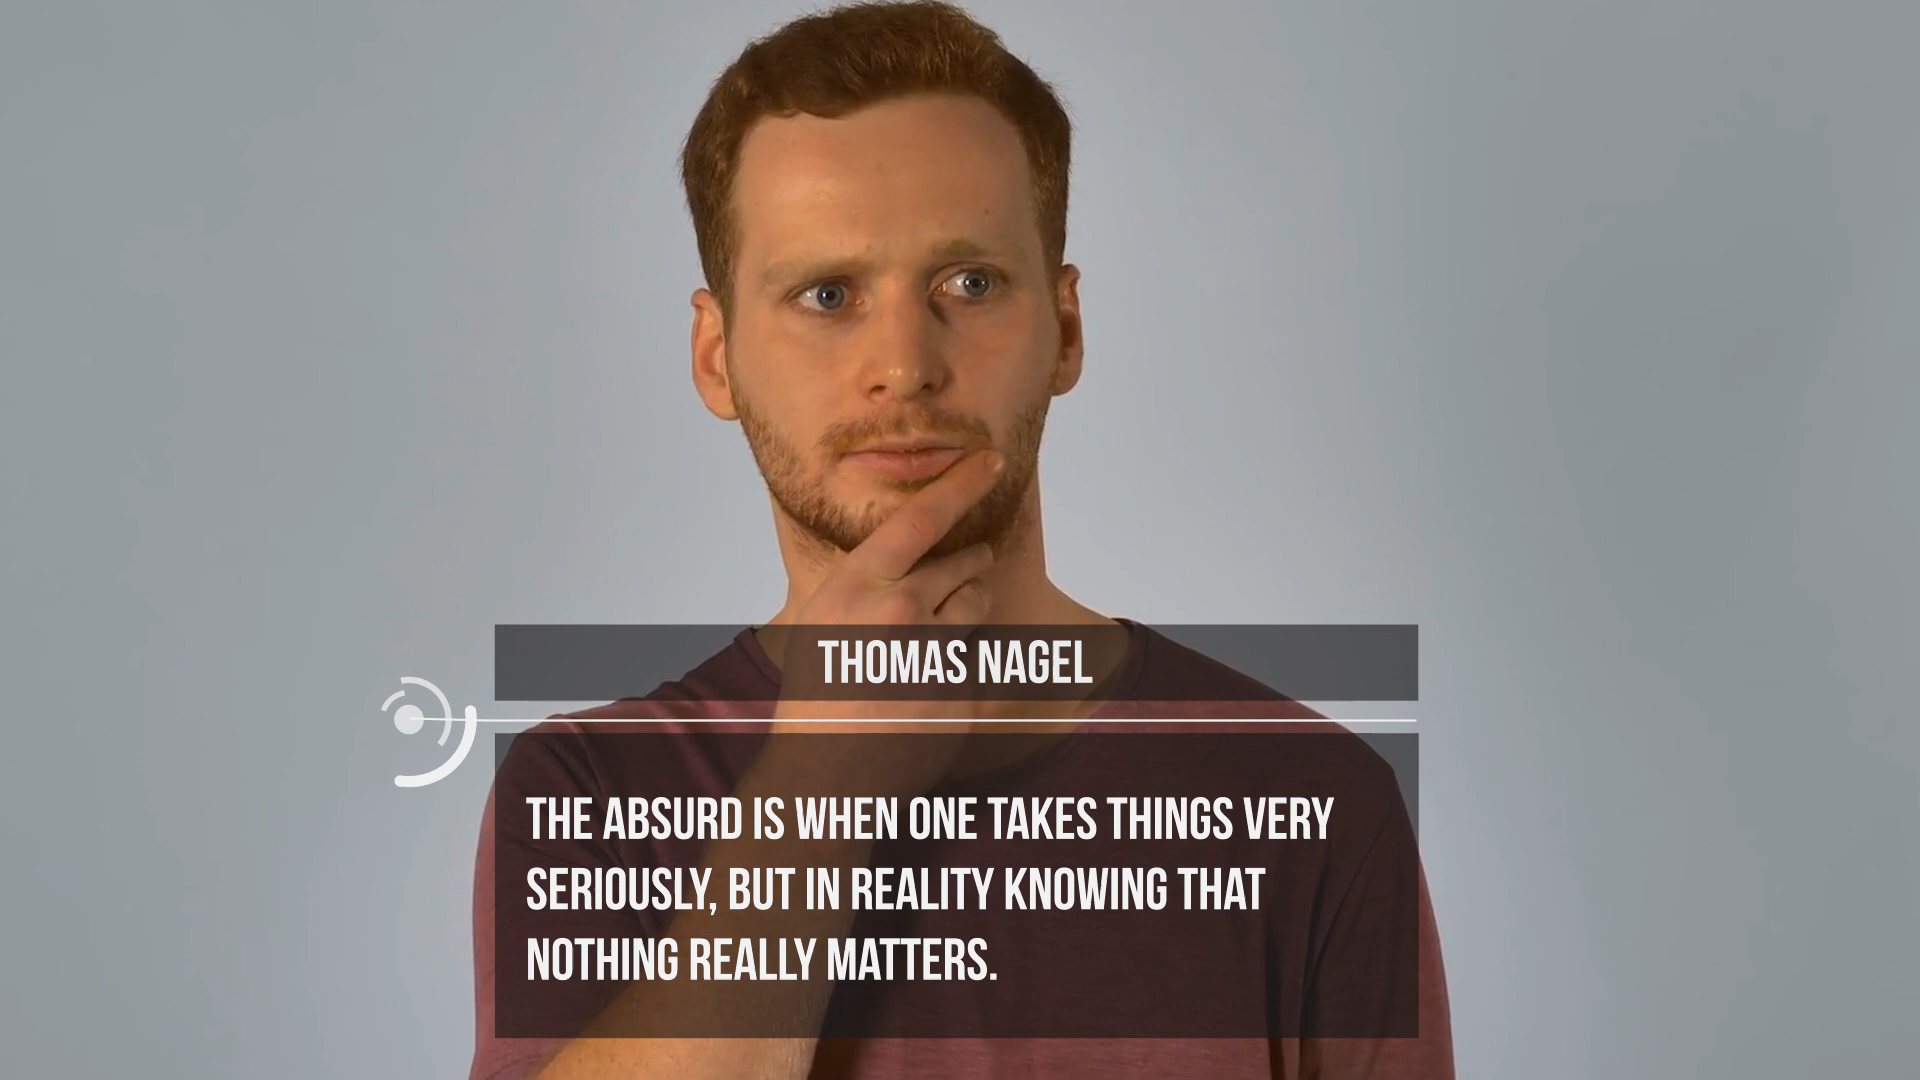 THOMAS NAGEL
THE ABSURD IS WHEN ONE TAKES THINGS VERY
SERIOUSLY, BUT IN REALITY KNOWING THAT
NOTHING REALLY MATTERS.